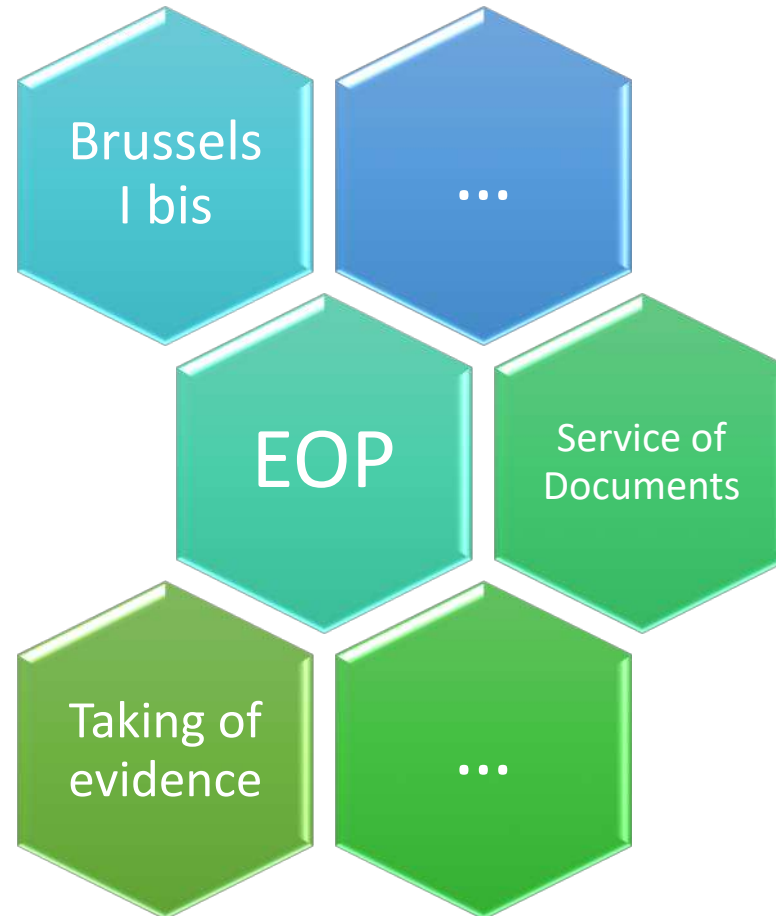 Brussels
I bis
...
EOP
Service of
Documents
Taking of
evidence
...